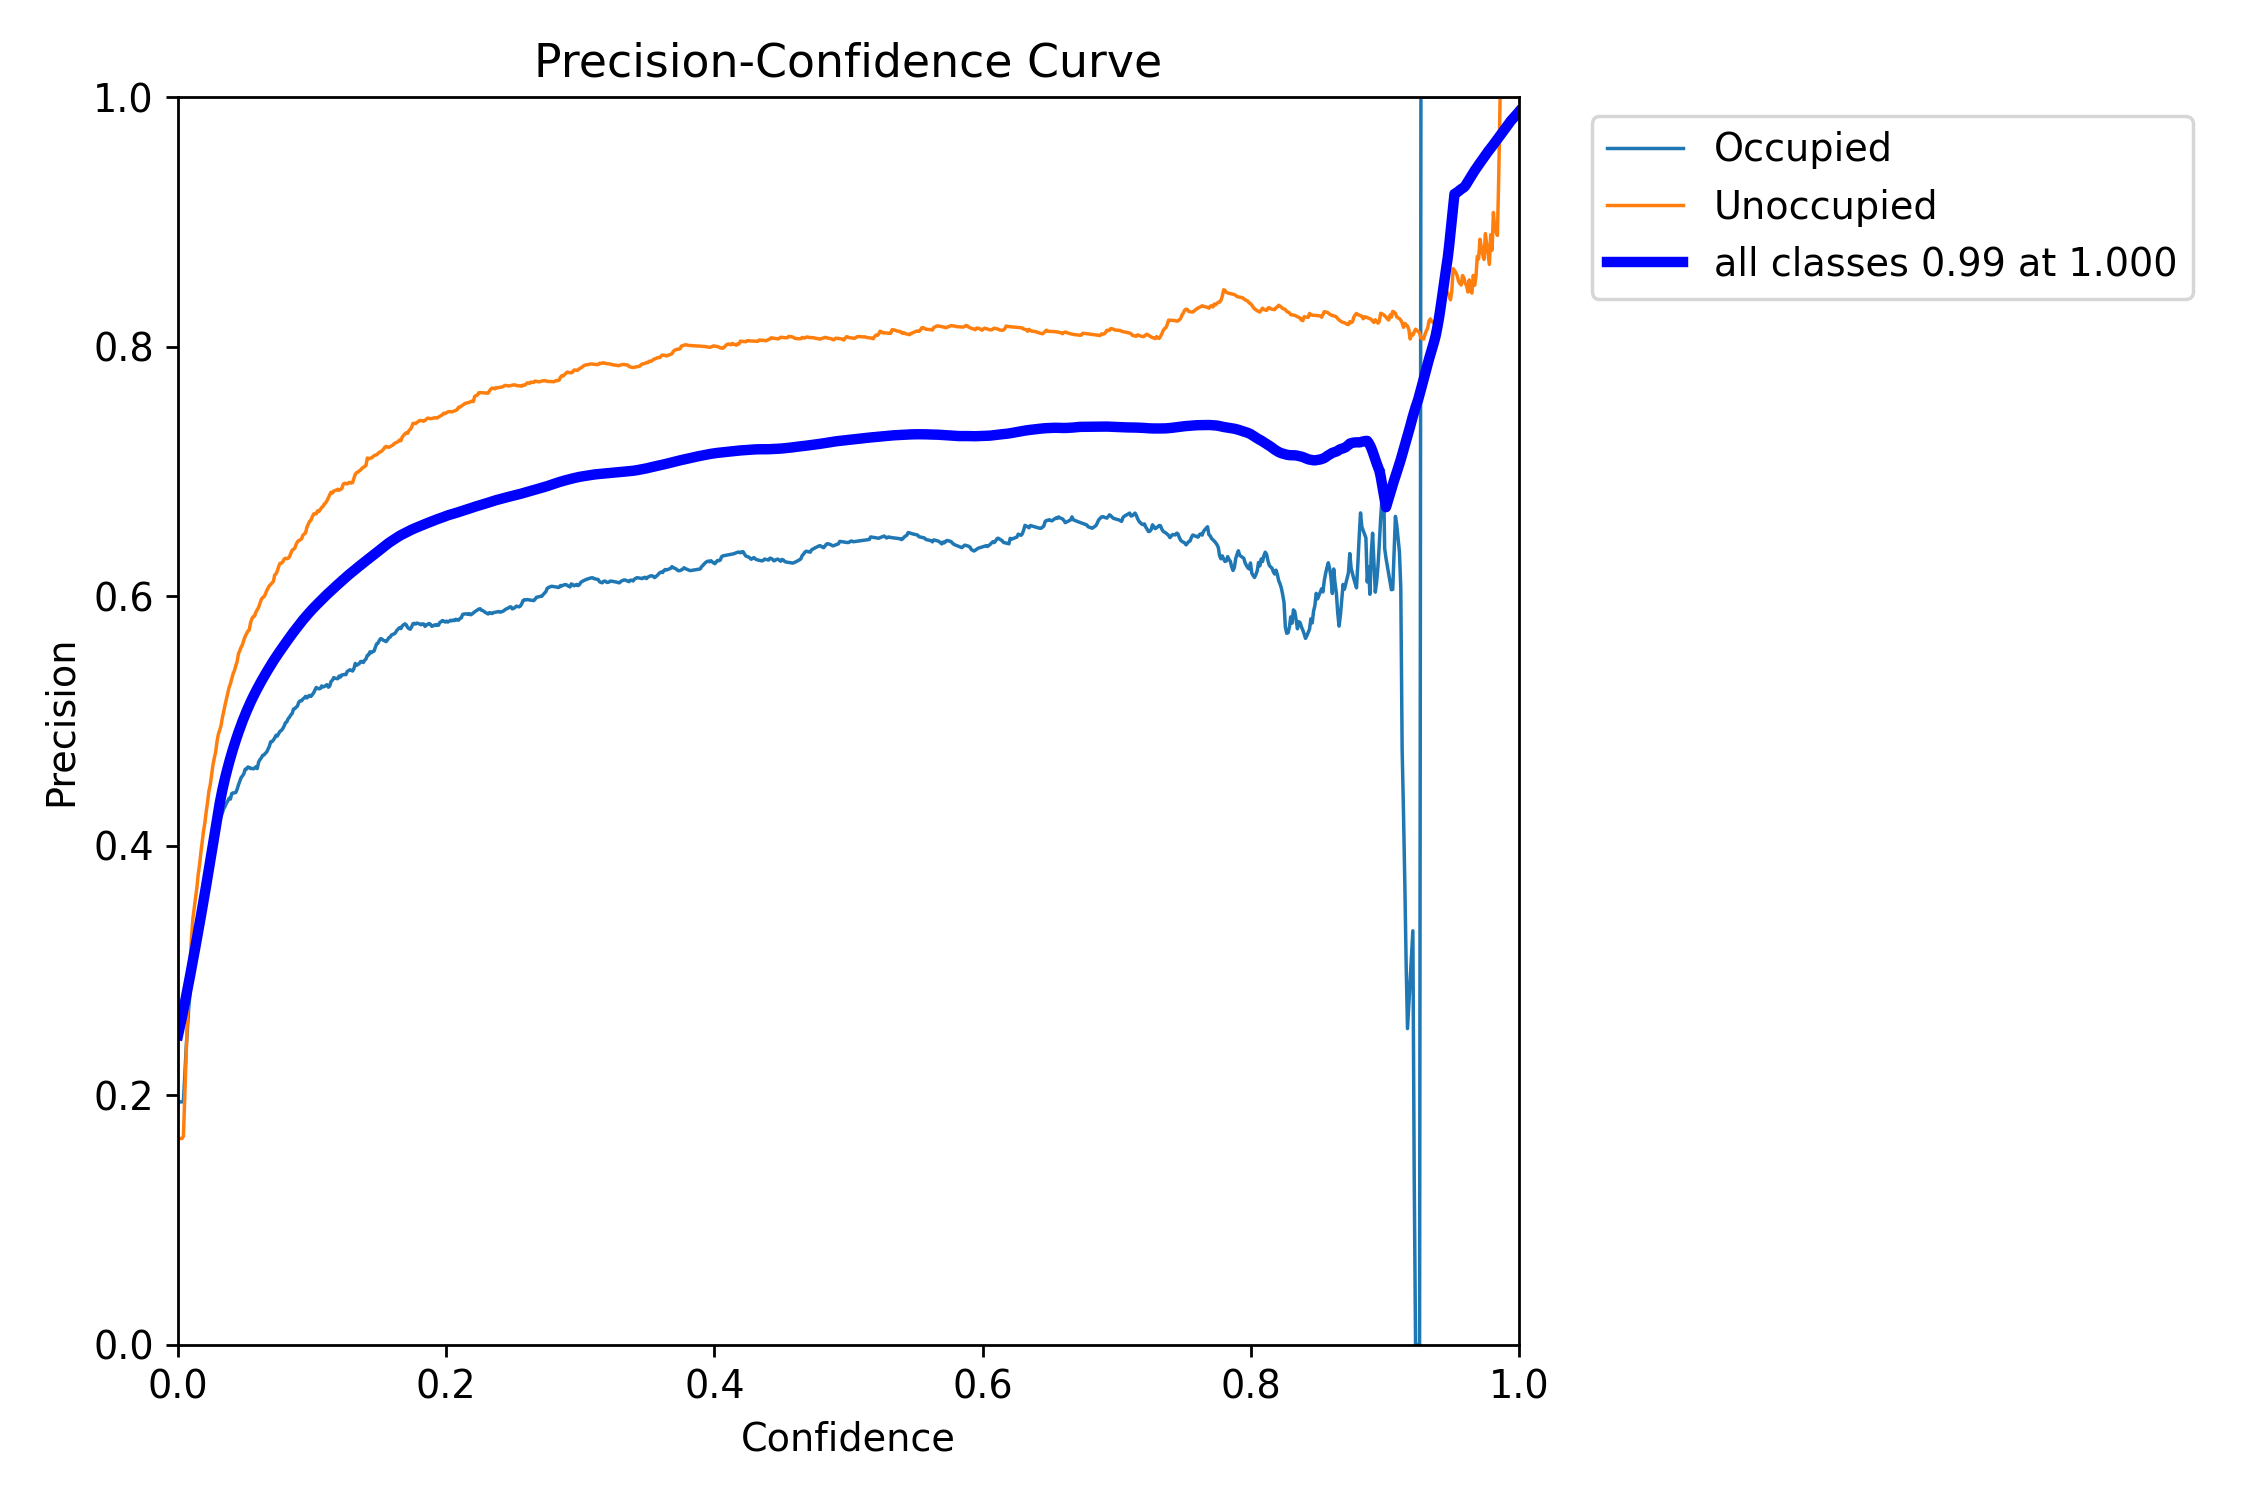 Precision-Confidence Curve
1.0
0.8
0.6
0.4
0.2
0.0
Precision
0.0 0.2 0.4 0.6 0.8 1.0
Confidence
Occupied
Unoccupied
all classes 0.99 at 1.000